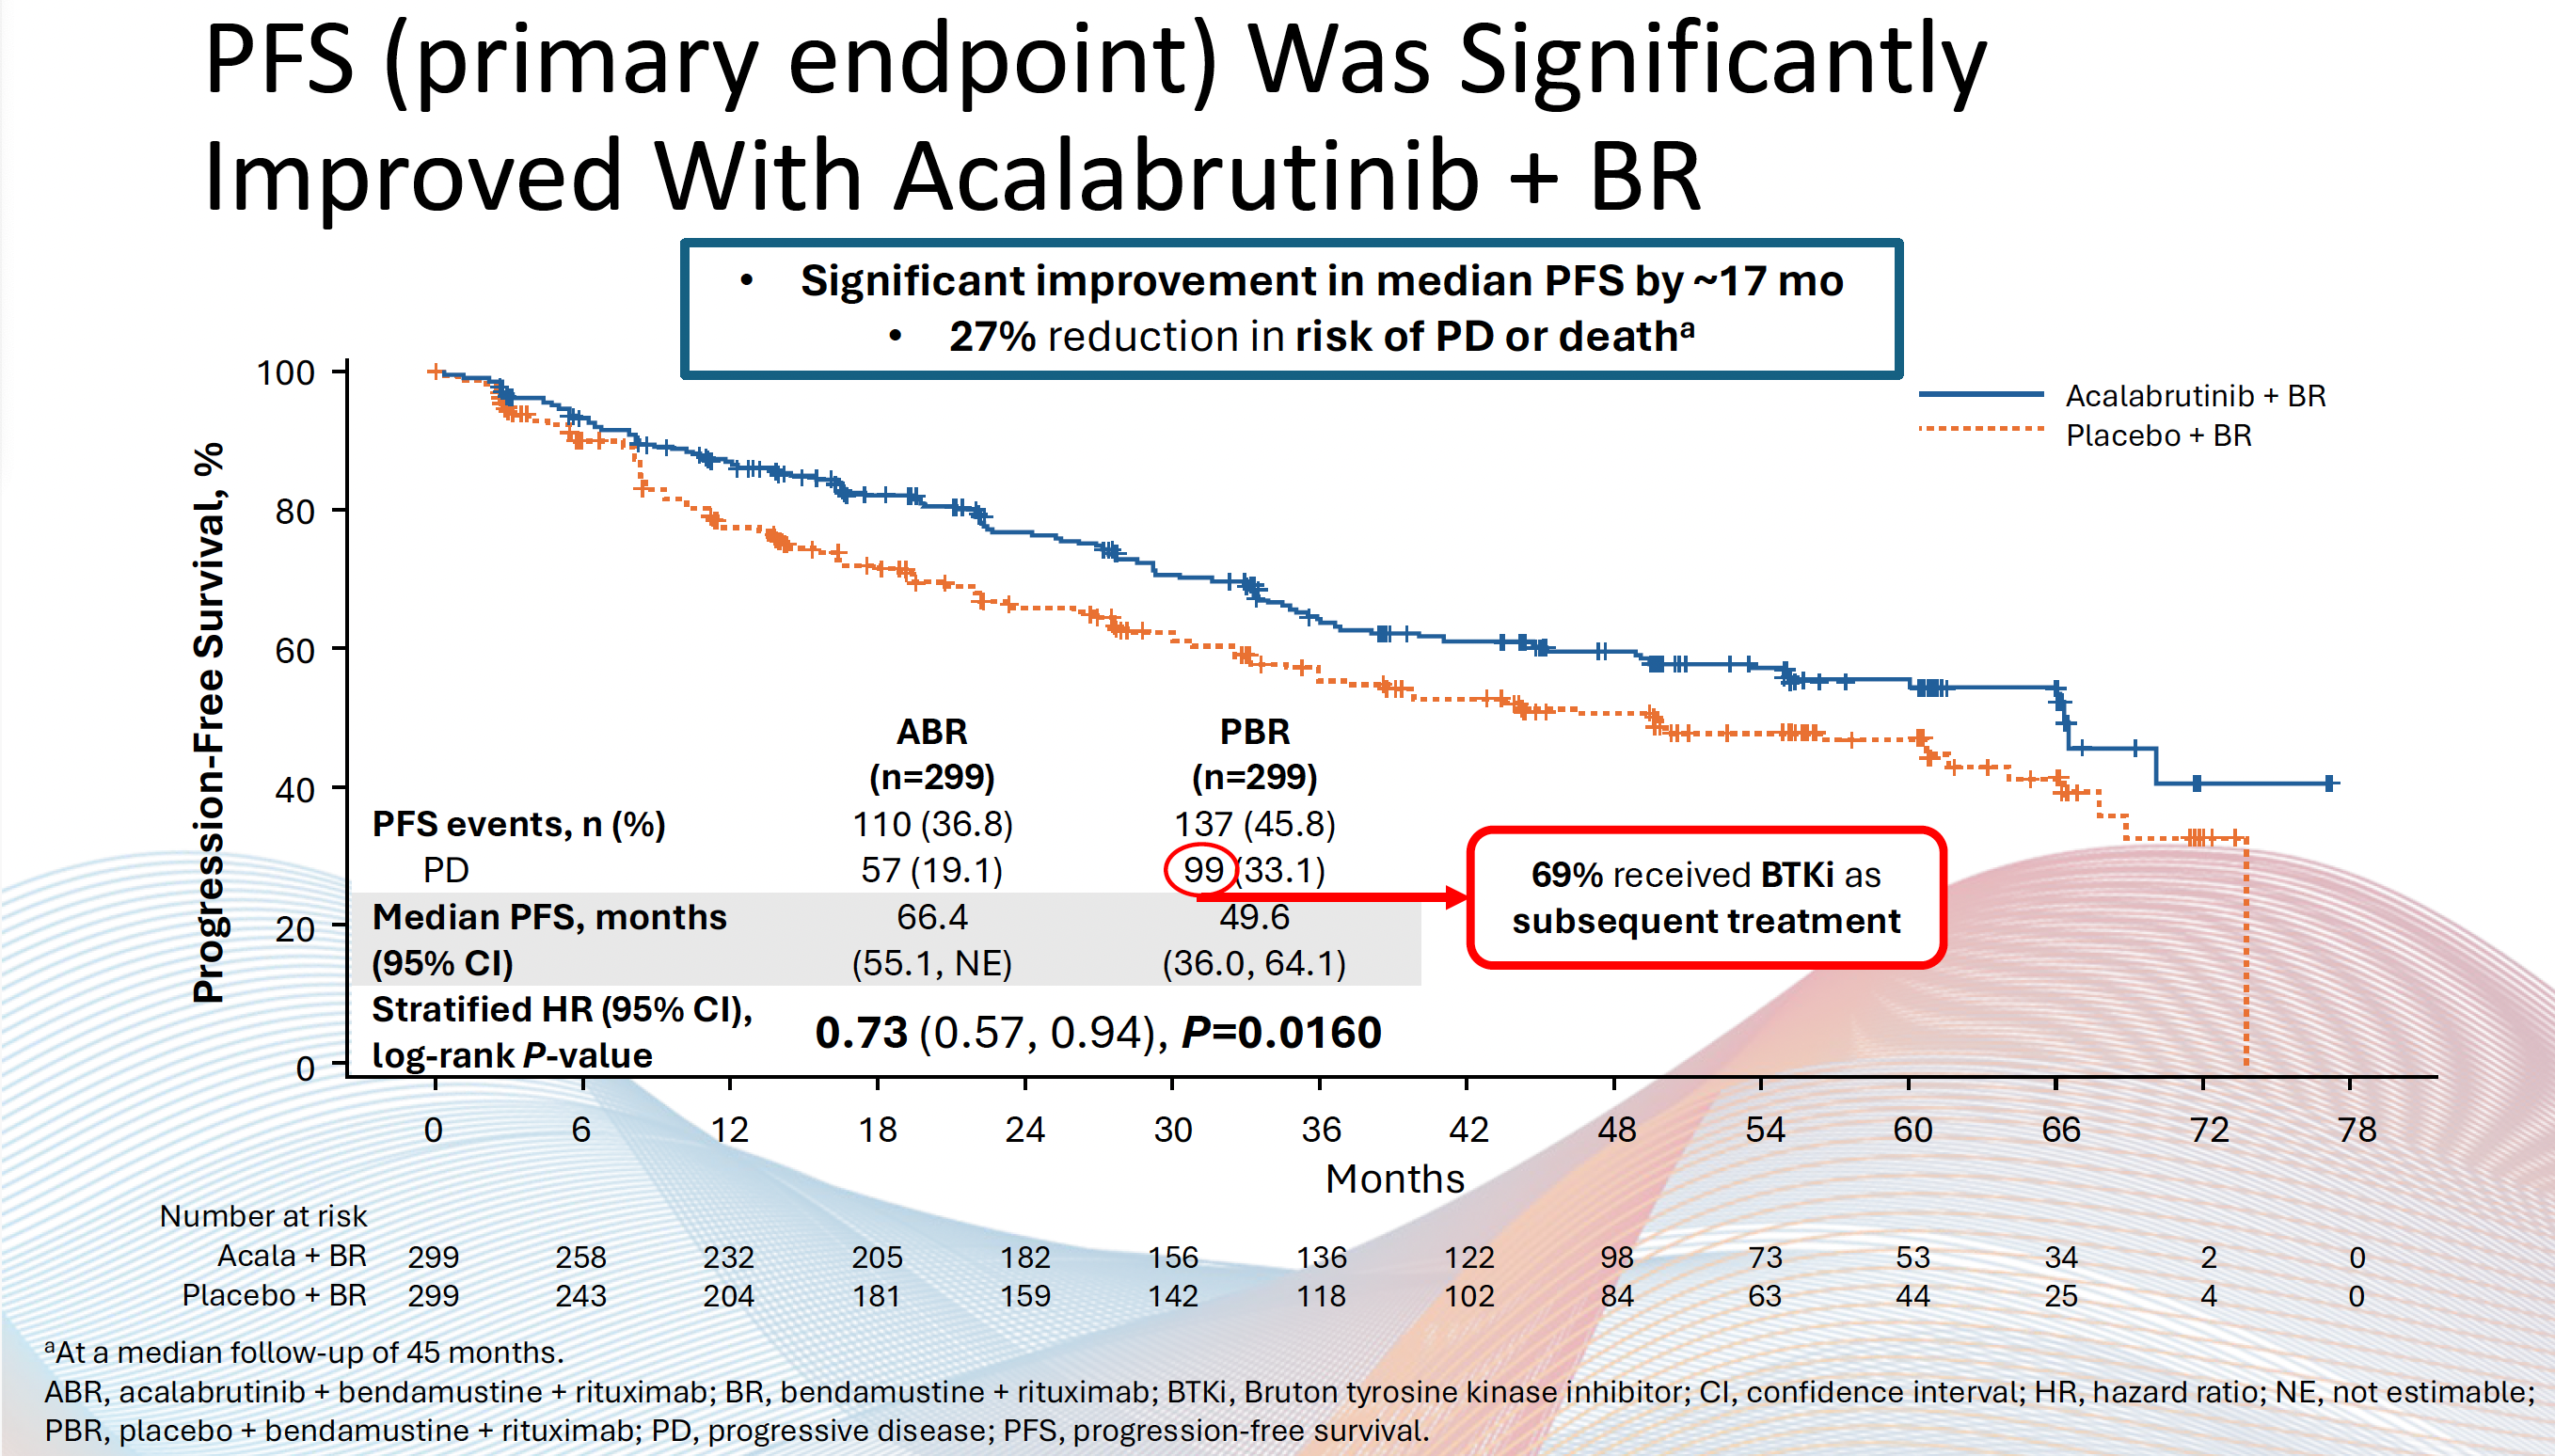 PFS (primary endpoint) Was Significantly
Improved With Acalabrutinib + BR
• Significant improvement in median PFS by ~17 mo
• 27% reduction in risk of PD or deathᵃ
Acalabrutinib + BR
Placebo + BR
Progression-Free Survival, %
100
80
60
40
20
0
ABR PBR
(n=299) (n=299)
PFS events, n (%) 110 (36.8) 137 (45.8)
PD 57 (19.1) 99 (33.1)
Median PFS, months 66.4 49.6
(95% CI) (55.1, NE) (36.0, 64.1)
Stratified HR (95% CI),
log-rank P-value
0.73 (0.57, 0.94), P=0.0160
69% received BTKi as
subsequent treatment
0 6 12 18 24 30 36 42 48 54 60 66 72 78
Months
Number at risk
Acala + BR 299 258 232 205 182 156 136 122 98 73 53 34 2 0
Placebo + BR 299 243 204 181 159 142 118 102 84 63 44 25 4 0
ᵃAt a median follow-up of 45 months.
ABR, acalabrutinib + bendamustine + rituximab; BR, bendamustine + rituximab; BTKi, Bruton tyrosine kinase inhibitor; CI, confidence interval; HR, hazard ratio; NE, not estimable;
PBR, placebo + bendamustine + rituximab; PD, progressive disease; PFS, progression-free survival.